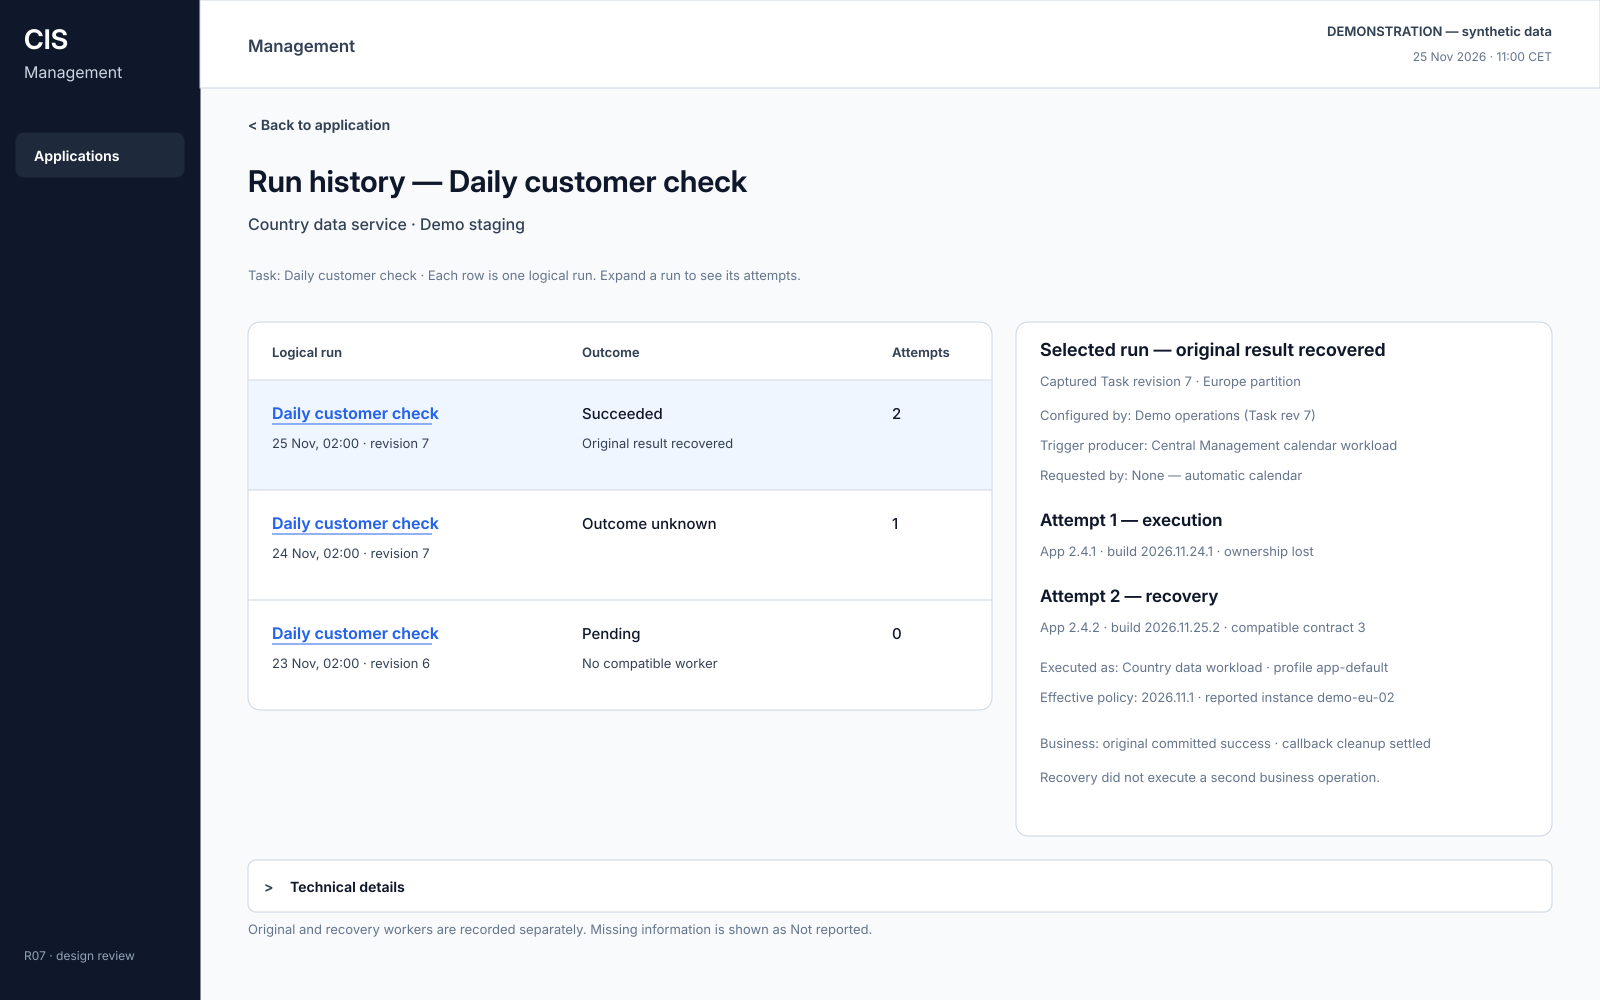 CIS
Management
Applications
R07 · design review
Management
DEMONSTRATION — synthetic data
25 Nov 2026 · 11:00 CET
< Back to application
Run history — Daily customer check
Country data service · Demo staging
Task: Daily customer check · Each row is one logical run. Expand a run to see its attempts.
Logical run Outcome Attempts
Daily customer check Succeeded 2
25 Nov, 02:00 · revision 7 Original result recovered
Daily customer check Outcome unknown 1
24 Nov, 02:00 · revision 7
Daily customer check Pending 0
23 Nov, 02:00 · revision 6 No compatible worker
Selected run — original result recovered
Captured Task revision 7 · Europe partition
Configured by: Demo operations (Task rev 7)
Trigger producer: Central Management calendar workload
Requested by: None — automatic calendar
Attempt 1 — execution
App 2.4.1 · build 2026.11.24.1 · ownership lost
Attempt 2 — recovery
App 2.4.2 · build 2026.11.25.2 · compatible contract 3
Executed as: Country data workload · profile app-default
Effective policy: 2026.11.1 · reported instance demo-eu-02
Business: original committed success · callback cleanup settled
Recovery did not execute a second business operation.
> Technical details
Original and recovery workers are recorded separately. Missing information is shown as Not reported.